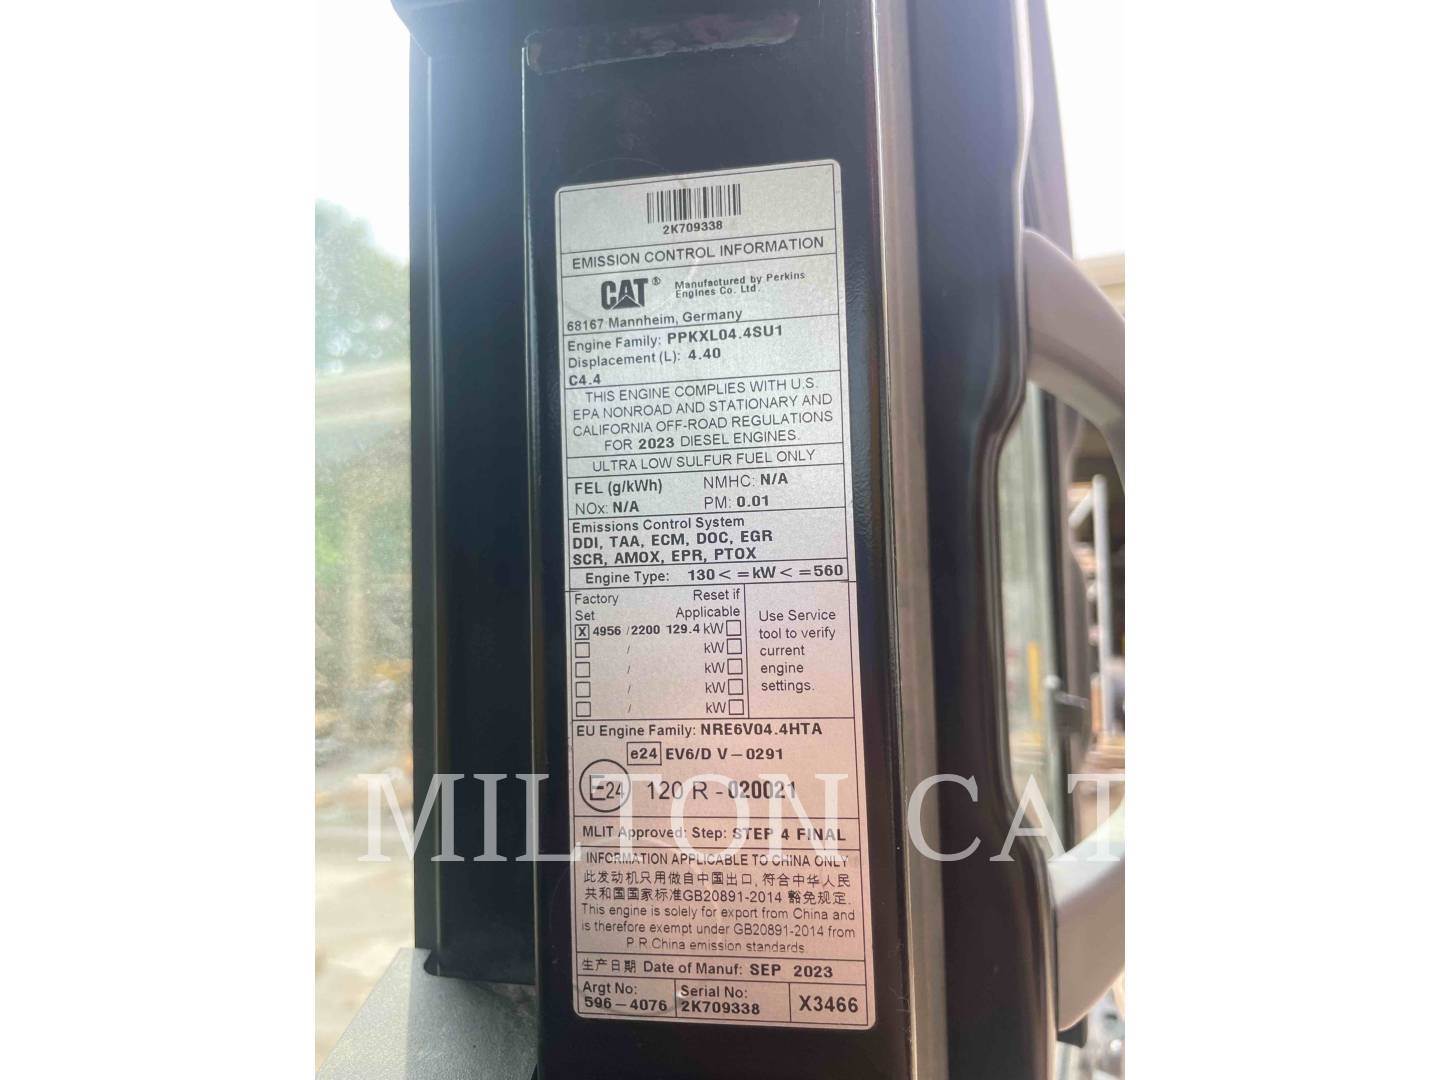 2K709338
EMISSION CONTROL INFORMATION
CAT ® Manufactured by Perkins
Engines Co. Ltd.
68167 Mannheim, Germany
Engine Family: PPKXL04.4SU1
Displacement (L): 4.40
C4.4
THIS ENGINE COMPLIES WITH U.S.
EPA NONROAD AND STATIONARY AND
CALIFORNIA OFF-ROAD REGULATIONS
FOR 2023 DIESEL ENGINES.
ULTRA LOW SULFUR FUEL ONLY
FEL (g/kWh) NMHC: N/A
NOx: N/A PM: 0.01
Emissions Control System
DDI, TAA, ECM, DOC, EGR
SCR, AMOX, EPR, PTOX
Engine Type: 130 < = kW < = 560
Factory Set
Reset if Applicable
X 4956 / 2200 129.4 kW
/ kW
/ kW
/ kW
/ kW
Use Service
tool to verify
current
engine
settings.
EU Engine Family: NRE6V04.4HTA
e24 EV6/D V-0291
E24 120 R - 020021
MILTON CAT
MLIT Approved: Step: STEP 4 FINAL
INFORMATION APPLICABLE TO CHINA ONLY
此发动机只用做自中国出口, 符合中华人民
共和国国家标准GB20891-2014 豁免规定.
This engine is solely for export from China and
is therefore exempt under GB20891-2014 from
P.R.China emission standards.
生产日期 Date of Manuf: SEP 2023
Argt No:
596-4076
Serial No:
2K709338
X3466